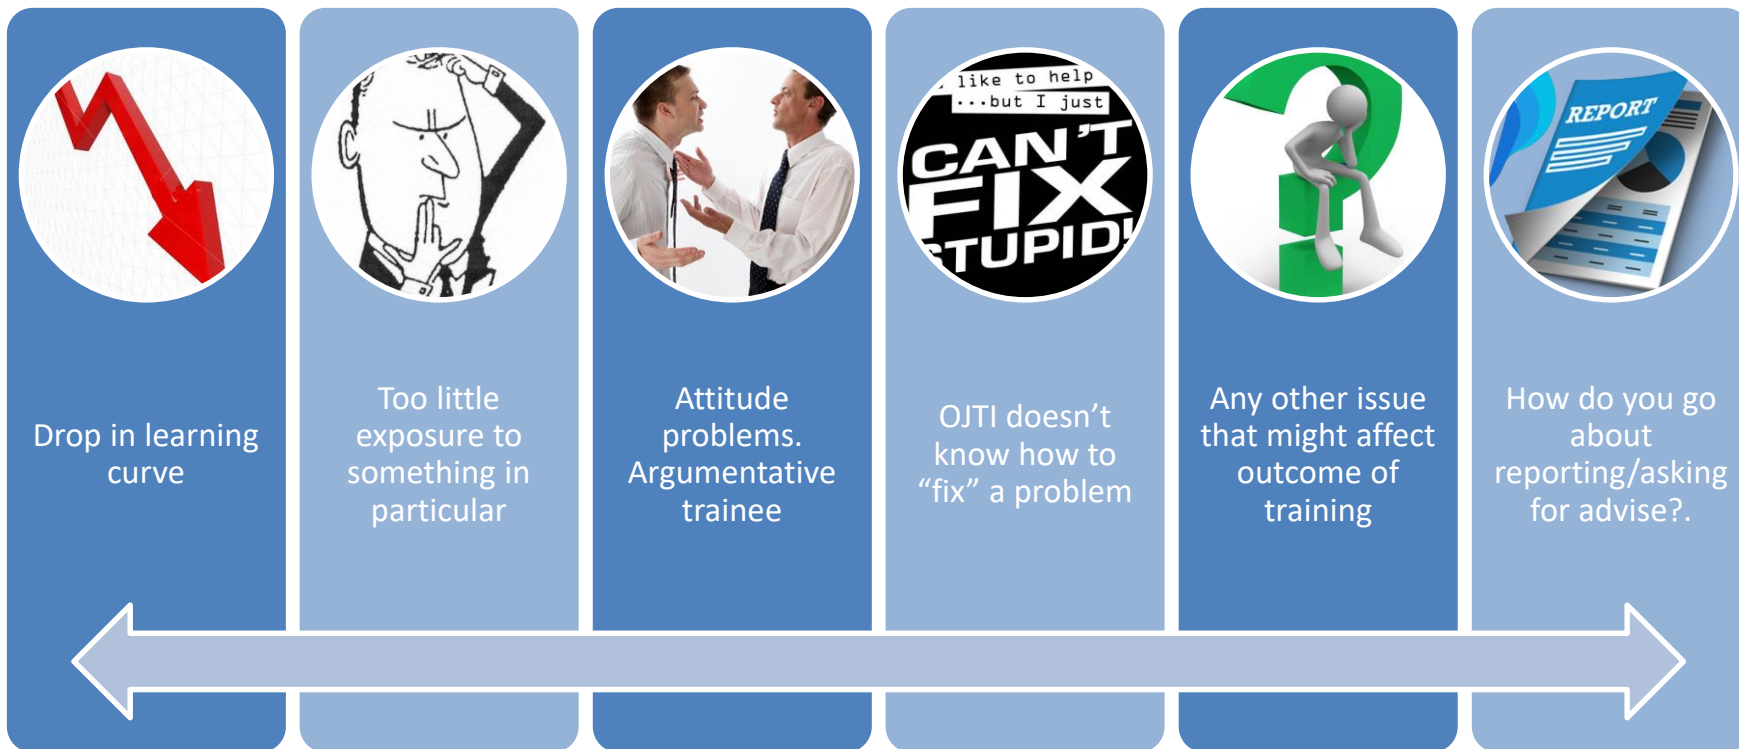 like to help
...but I just
CAN'T
FIX
STUPID!
REPORT
Drop in learning
curve
Too little
exposure to
something in
particular
Attitude
problems.
Argumentative
trainee
OJTI doesn’t
know how to
“fix” a problem
Any other issue
that might affect
outcome of
training
How do you go
about
reporting/asking
for advise?.